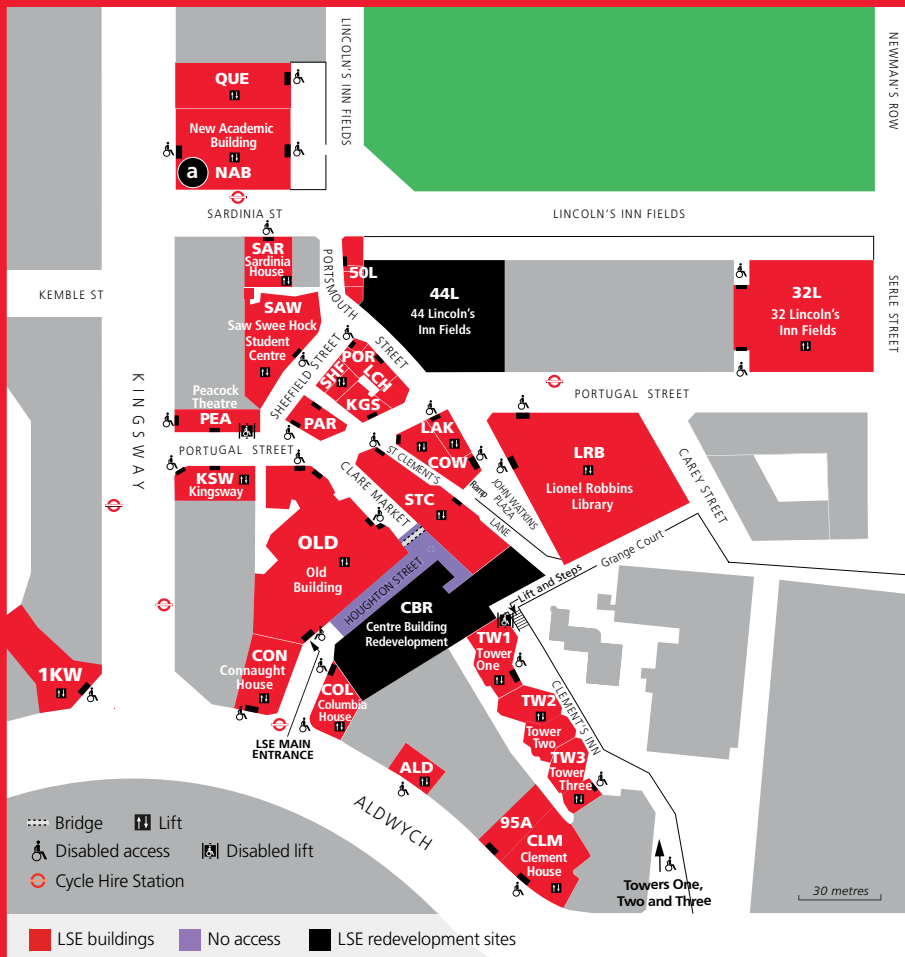 LINCOLN'S INN FIELDS
NEWMAN'S ROW
QUE
New Academic
Building
a NAB
SARDINIA ST
LINCOLN'S INN FIELDS
SAR
Sardinia
House
PORTSMOUTH
STREET
50L
44L
44 Lincoln's
Inn Fields
32L
32 Lincoln's
Inn Fields
SERLE STREET
KEMBLE ST
SAW
Saw Swee Hock
Student
Centre
SHEFFIELD STREET
POR
SHF
LCH
KGS
KINGSWAY
Peacock
Theatre
PEA
PAR
PORTUGAL STREET
PORTUGAL STREET
LAK
COW
ST CLEMENT'S
LANE
Ramp
JOHN WATKINS
PLAZA
LRB
Lionel Robbins
Library
CAREY STREET
KSW
Kingsway
CLARE MARKET
STC
OLD
Old
Building
HOUGHTON STREET
Grange Court
Lift and Steps
CBR
Centre Building
Redevelopment
TW1
Tower
One
CON
Connaught
House
COL
Columbia
House
1KW
TW2
Tower
Two
CLEMENT'S INN
TW3
Tower
Three
LSE MAIN
ENTRANCE
ALD
ALDWYCH
95A
CLM
Clement
House
Towers One,
Two and Three
30 metres
Bridge
Lift
Disabled access
Disabled lift
Cycle Hire Station
LSE buildings
No access
LSE redevelopment sites